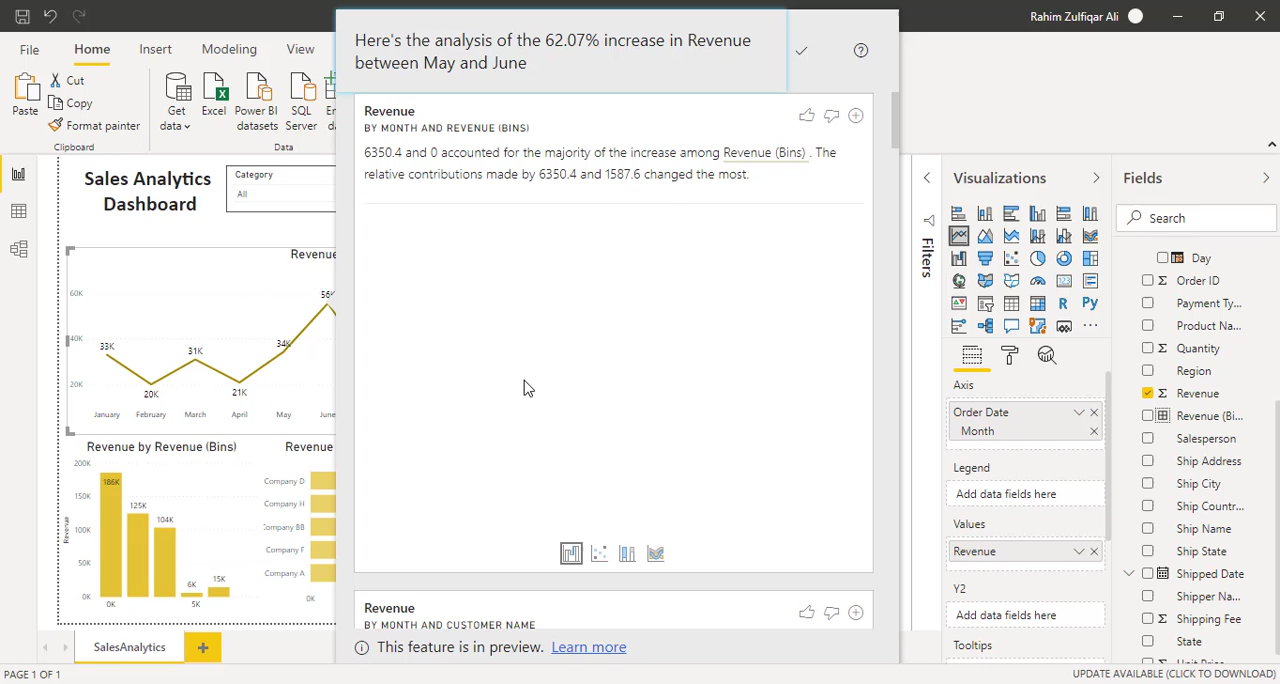 Rahim Zulfiqar Ali
File
Home
Insert
Modeling
View
Paste
Cut
Copy
Format painter
Clipboard
Get data
Excel
Power BI datasets
SQL Server
Data
Here's the analysis of the 62.07% increase in Revenue
between May and June
Revenue
BY MONTH AND REVENUE (BINS)
6350.4 and 0 accounted for the majority of the increase among Revenue (Bins) . The
relative contributions made by 6350.4 and 1587.6 changed the most.
Revenue
BY MONTH AND CUSTOMER NAME
This feature is in preview. Learn more
Sales Analytics
Dashboard
Category
All
60K
40K
20K
33K
20K
31K
21K
34K
January
February
March
April
May
Revenue by Revenue (Bins)
200K
150K
100K
50K
0K
Revenue
186K
125K
104K
6K
15K
0K
5K
Company D
Company H
Company F
Company A
0K
SalesAnalytics
PAGE 1 OF 1
UPDATE AVAILABLE (CLICK TO DOWNLOAD)
Filters
Visualizations
R
Py
Axis
Order Date
Month
Legend
Add data fields here
Values
Revenue
Y2
Add data fields here
Tooltips
Fields
Search
Day
Order ID
Payment Ty...
Product Na...
Quantity
Region
Revenue
Revenue (Bi...
Salesperson
Ship Address
Ship City
Ship Countr...
Ship Name
Ship State
Shipped Date
Shipper Na...
Shipping Fee
State